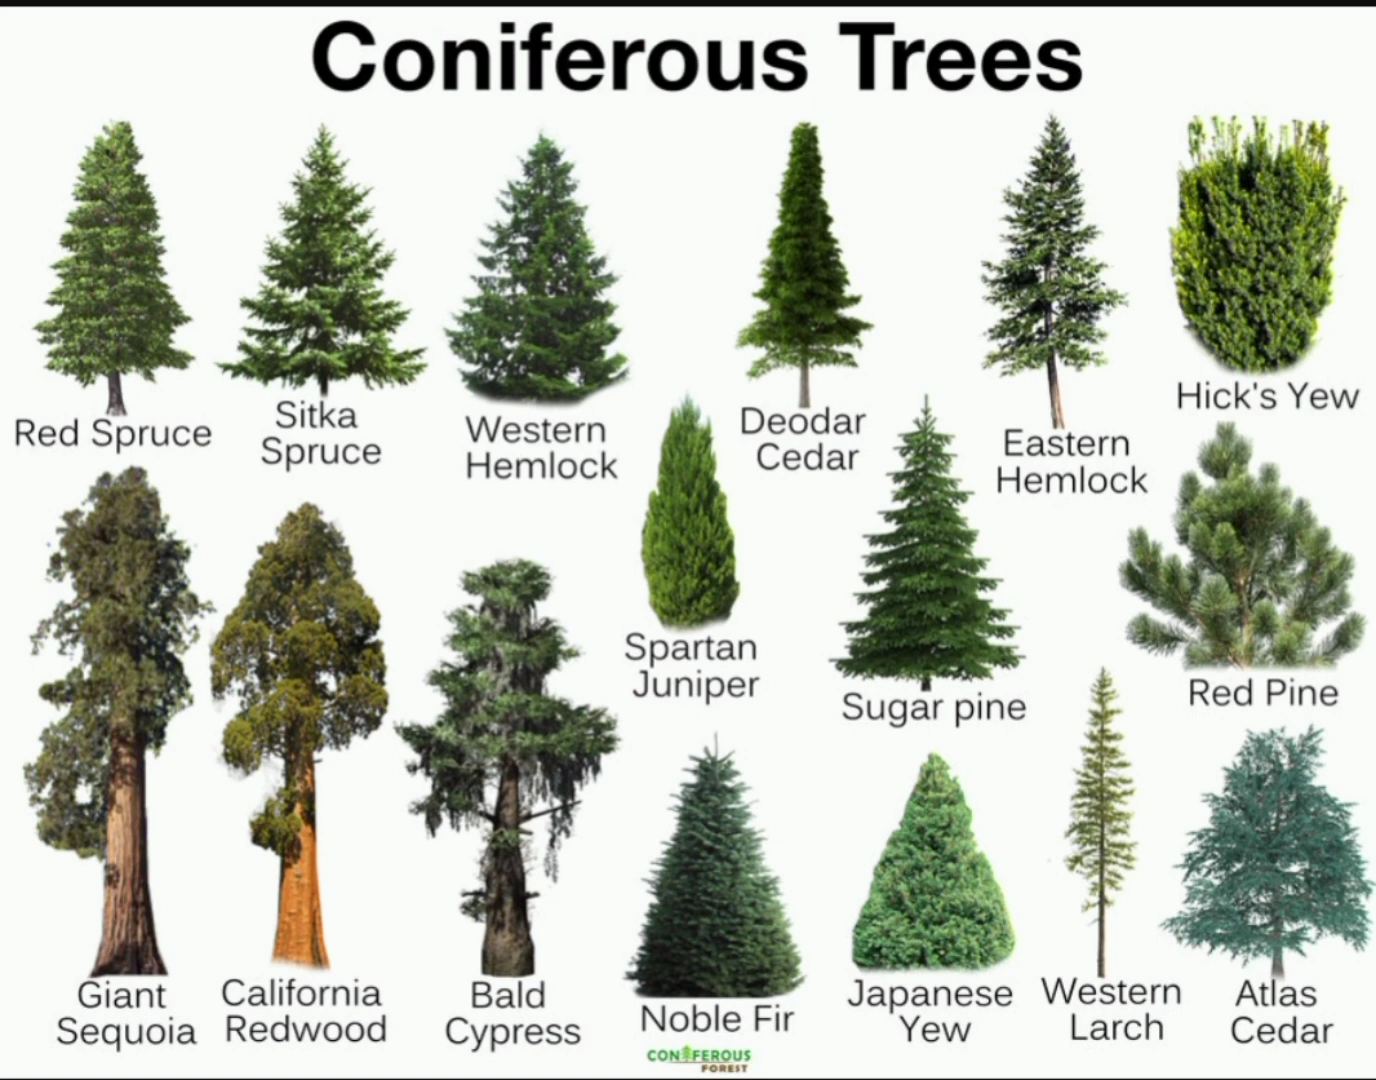 Coniferous Trees
Red Spruce
Sitka
Spruce
Western
Hemlock
Deodar
Cedar
Eastern
Hemlock
Hick's Yew
Spartan
Juniper
Sugar pine
Red Pine
Giant
Sequoia
California
Redwood
Bald
Cypress
Noble Fir
Japanese
Yew
Western
Larch
Atlas
Cedar
CONIFEROUS
FOREST